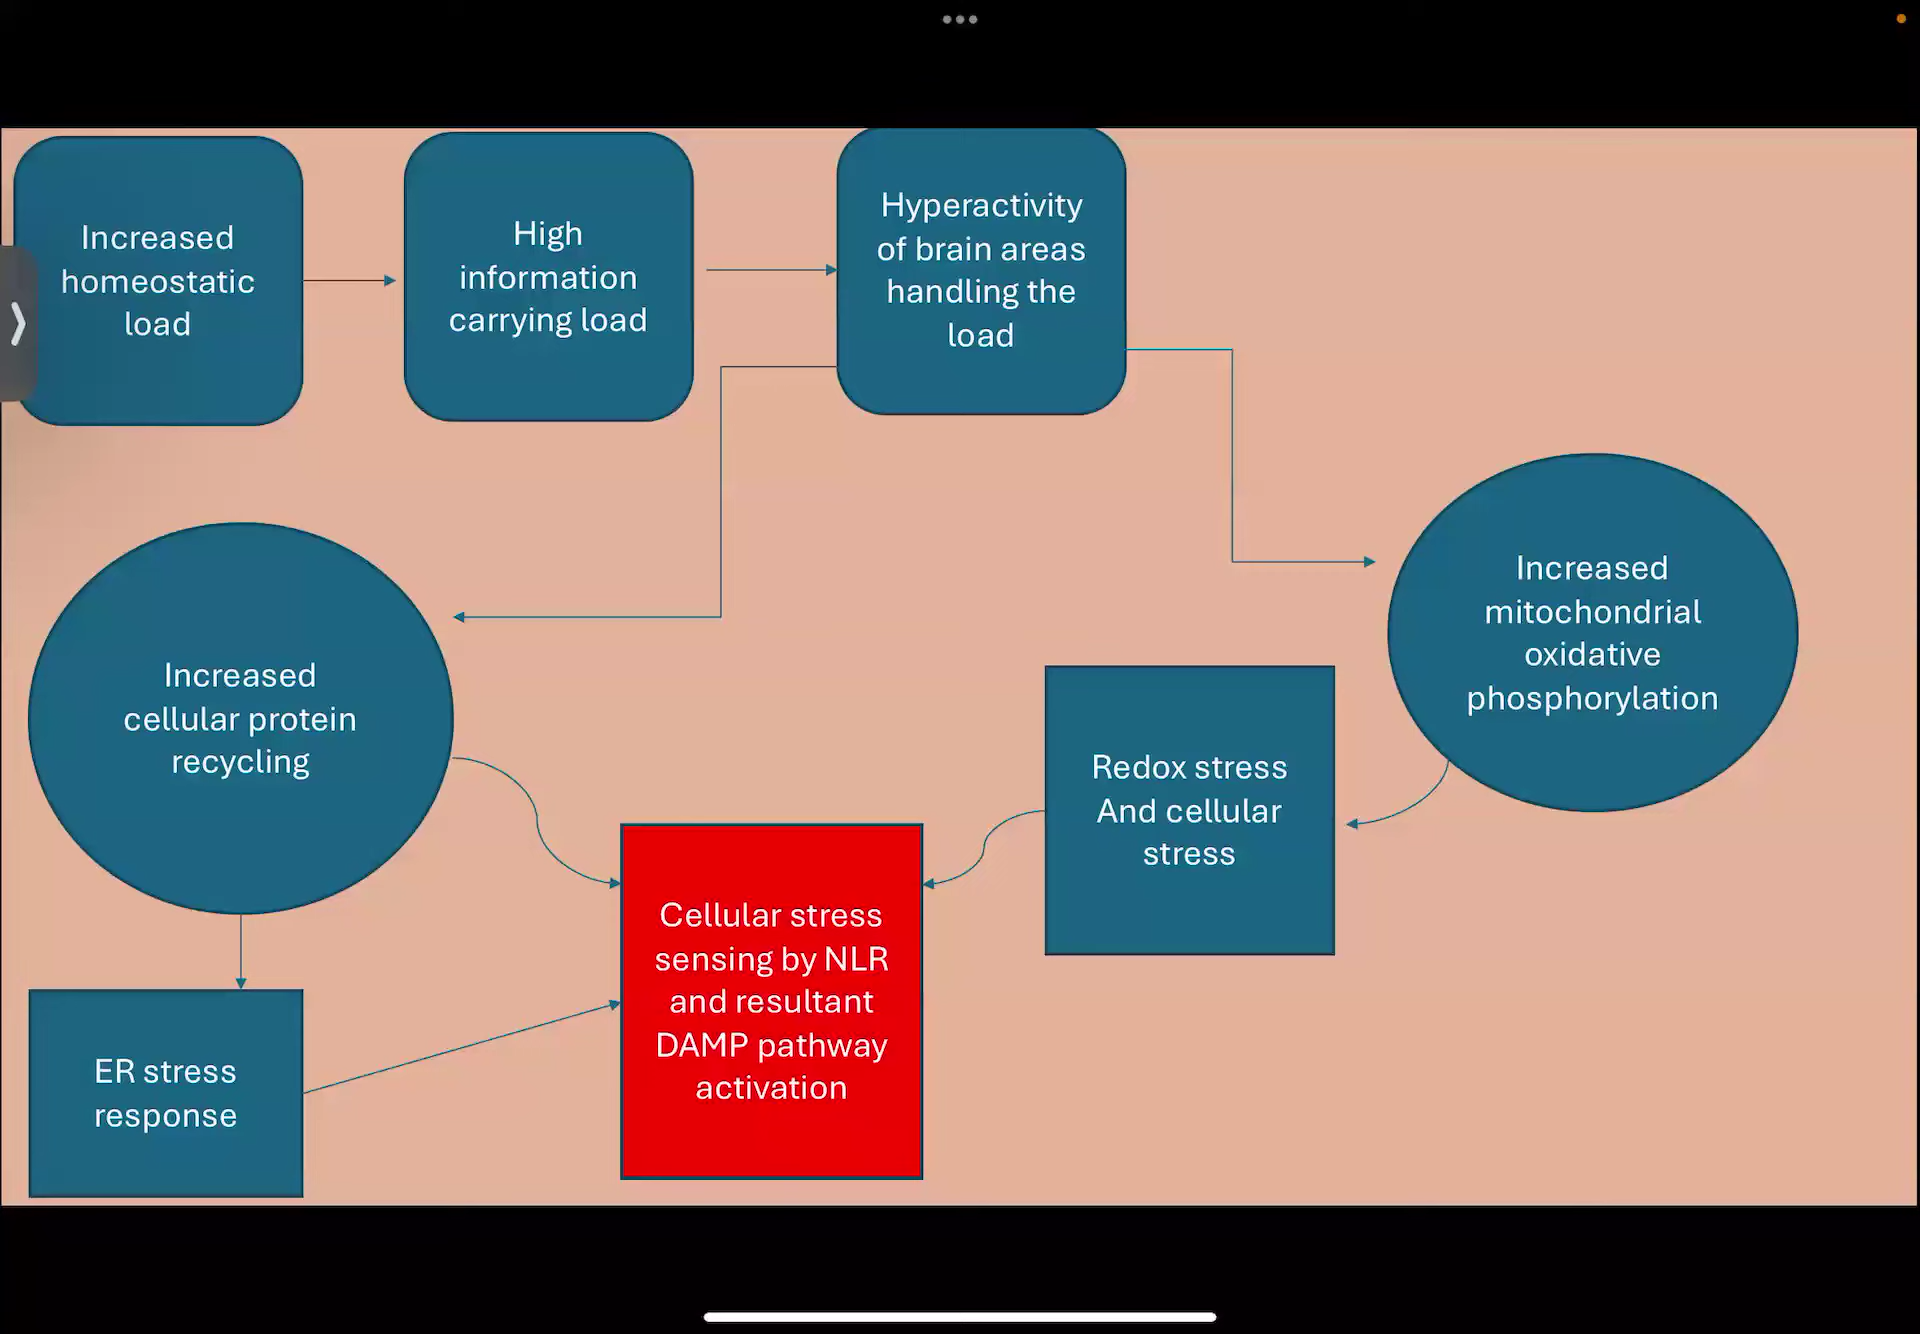 Increased
homeostatic
load
High
information
carrying load
Hyperactivity
of brain areas
handling the
load
Increased
mitochondrial
oxidative
phosphorylation
Increased
cellular protein
recycling
Redox stress
And cellular
stress
Cellular stress
sensing by NLR
and resultant
DAMP pathway
activation
ER stress
response